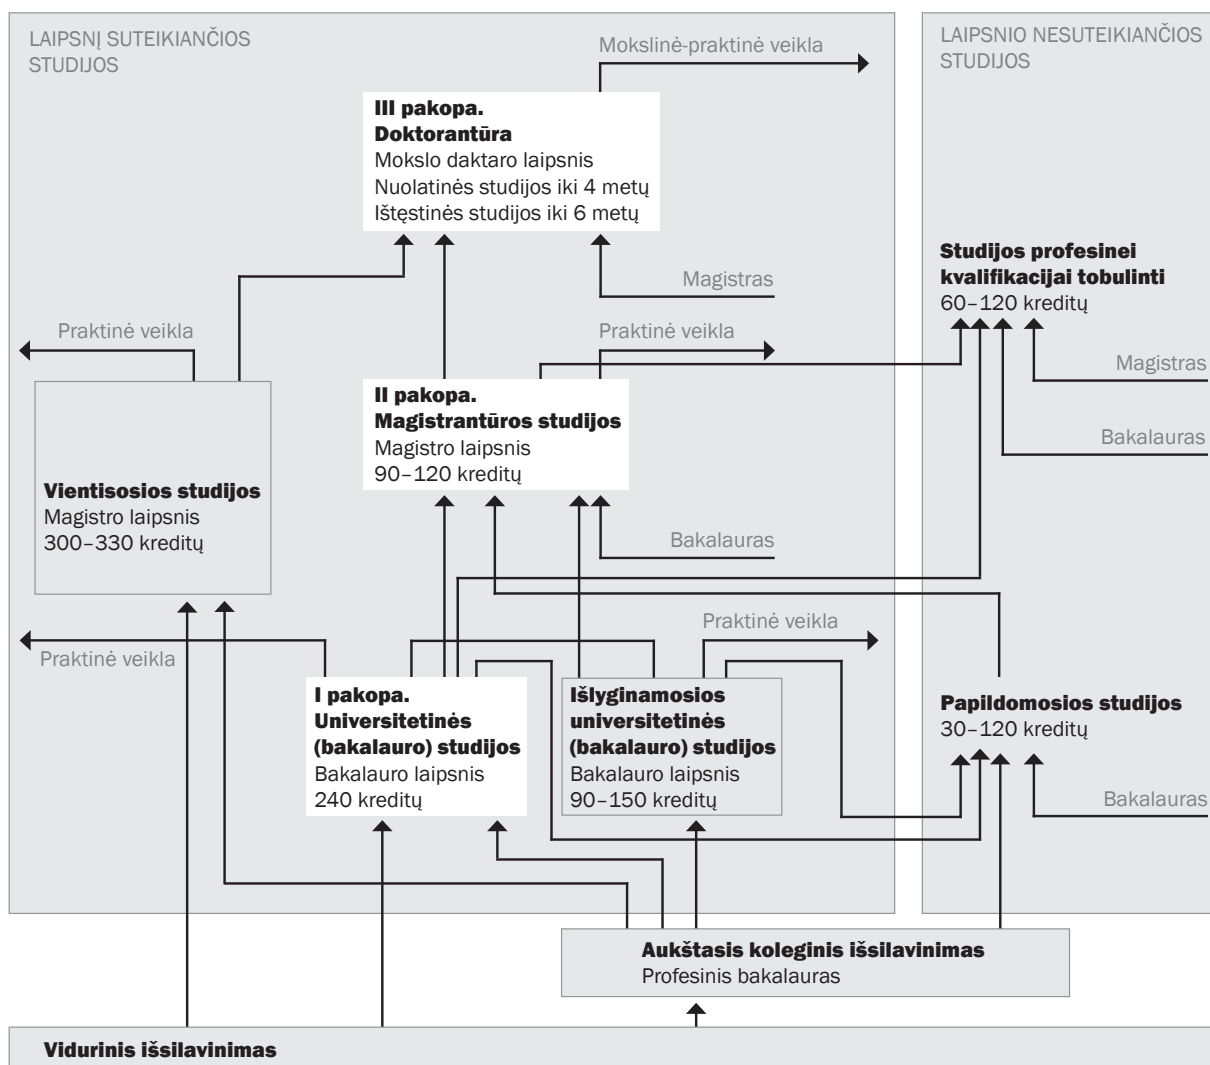 LAIPSNĮ SUTEIKIANČIOS
STUDIJOS
LAIPSNIO NESUTEIKIANČIOS
STUDIJOS
Mokslinė-praktinė veikla
III pakopa.
Doktorantūra
Mokslo daktaro laipsnis
Nuolatinės studijos iki 4 metų
Ištęstinės studijos iki 6 metų
Magistras
Studijos profesinei
kvalifikacijai tobulinti
60–120 kreditų
Praktinė veikla
Praktinė veikla
Magistras
II pakopa.
Magistrantūros studijos
Magistro laipsnis
90–120 kreditų
Bakalauras
Vientisosios studijos
Magistro laipsnis
300–330 kreditų
Bakalauras
Praktinė veikla
Praktinė veikla
I pakopa.
Universitetinės
(bakalauro) studijos
Bakalauro laipsnis
240 kreditų
Išlyginamosios
universitetinės
(bakalauro) studijos
Bakalauro laipsnis
90–150 kreditų
Papildomosios studijos
30–120 kreditų
Bakalauras
Aukštasis koleginis išsilavinimas
Profesinis bakalauras
Vidurinis išsilavinimas